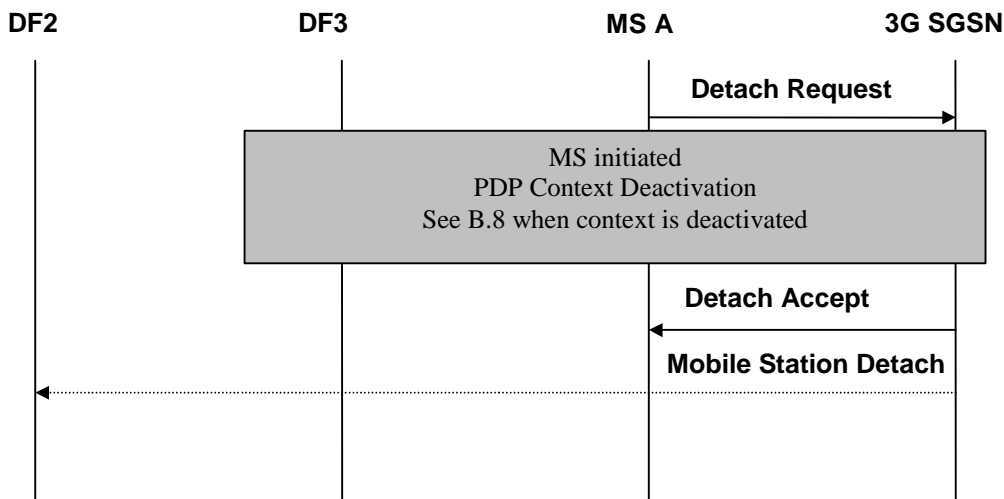 DF2
DF3
MS A
3G SGSN
Detach Request
MS initiated
PDP Context Deactivation
See B.8 when context is deactivated
Detach Accept
Mobile Station Detach